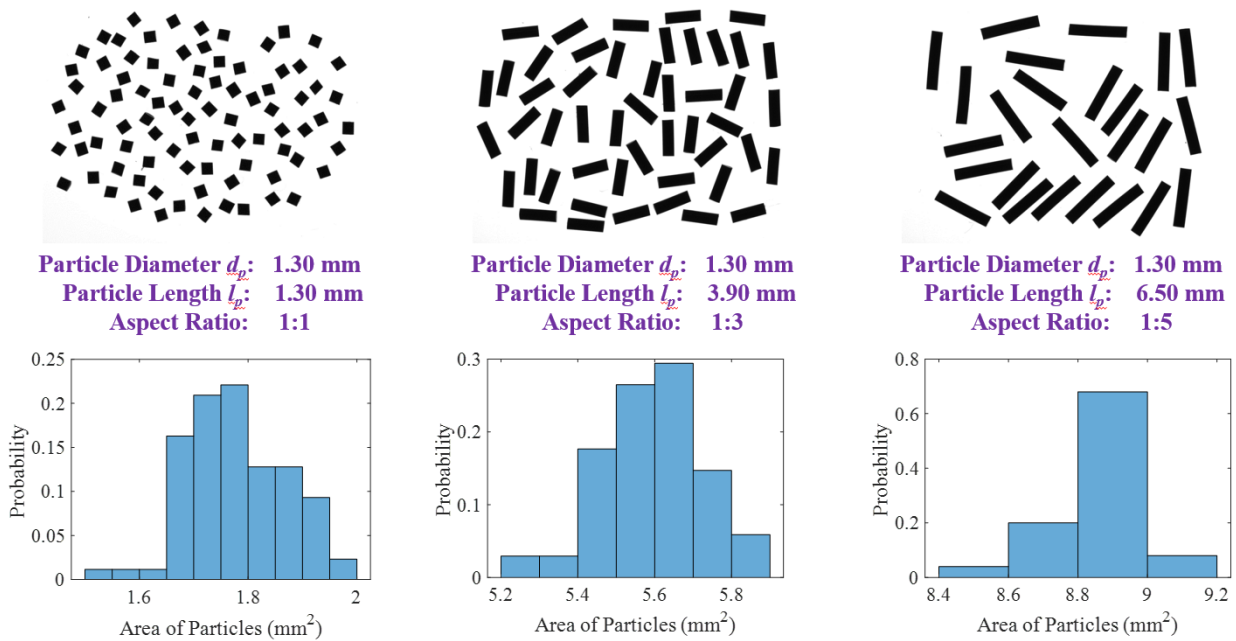 Particle Diameter dp: 1.30 mm
Particle Length lp: 1.30 mm
Aspect Ratio: 1:1
Particle Diameter dp: 1.30 mm
Particle Length lp: 3.90 mm
Aspect Ratio: 1:3
Particle Diameter dp: 1.30 mm
Particle Length lp: 6.50 mm
Aspect Ratio: 1:5
0.25
0.2
0.15
0.1
0.05
0
Probability
1.6 1.8 2
Area of Particles (mm²)
0.3
0.2
0.1
0
Probability
5.2 5.4 5.6 5.8
Area of Particles (mm²)
0.8
0.6
0.4
0.2
0
Probability
8.4 8.6 8.8 9 9.2
Area of Particles (mm²)